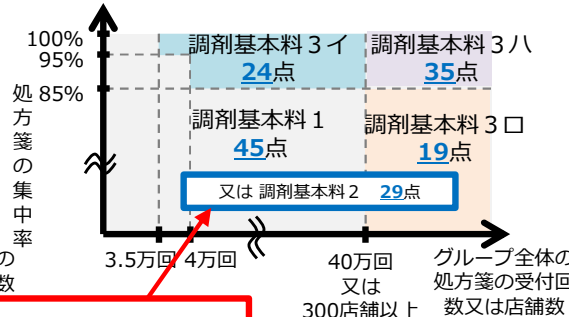 100%
95%
85%
処方箋の集中率
調剤基本料３イ
24点
調剤基本料３ハ
35点
調剤基本料１
45点
調剤基本料３ロ
19点
又は 調剤基本料２ 29点
の
数
3.5万回
4万回
40万回
又は
300店舗以上
グループ全体の
処方箋の受付回
数又は店舗数